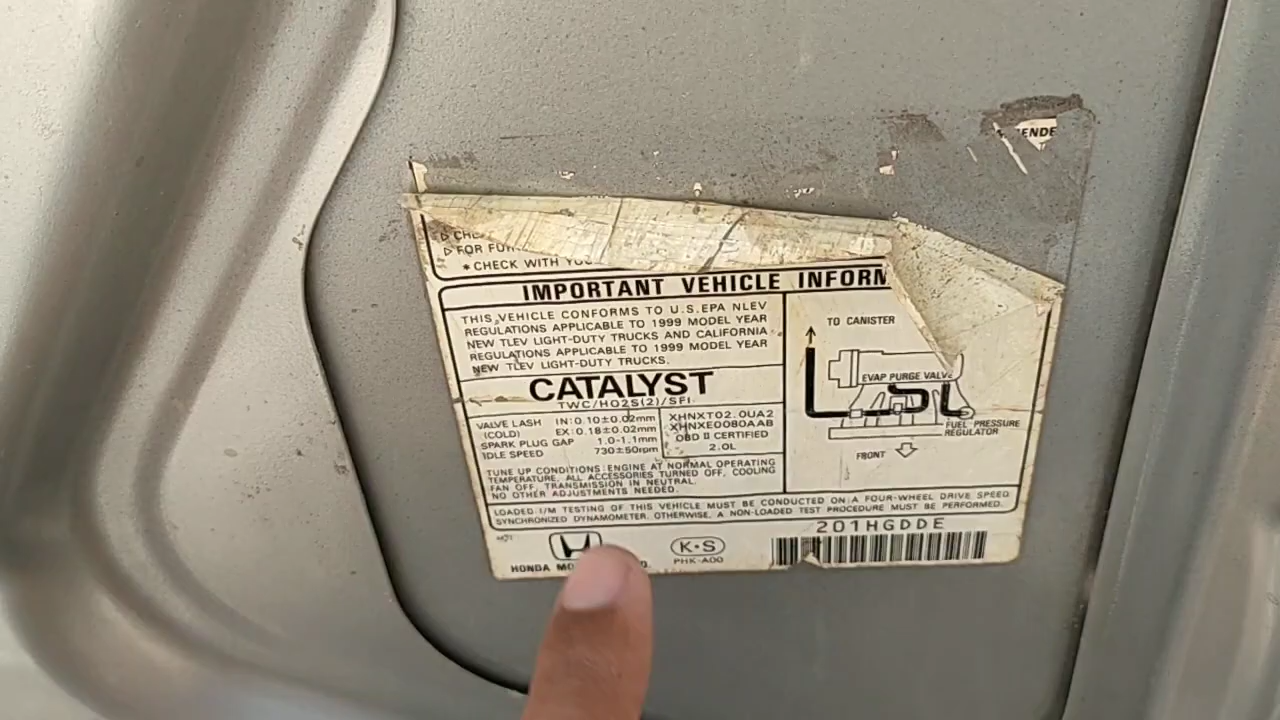 ENDE
FOR FUR
* CHECK WITH YOU
IMPORTANT VEHICLE INFORM
THIS VEHICLE CONFORMS TO U.S.EPA NLEV
REGULATIONS APPLICABLE TO 1999 MODEL YEAR
NEW TLEV LIGHT-DUTY TRUCKS AND CALIFORNIA
REGULATIONS APPLICABLE TO 1999 MODEL YEAR
NEW TLEV LIGHT-DUTY TRUCKS.
CATALYST
TWC/HO2S(2)/SFI
VALVE LASH IN:0.10±0.02mm
(COLD) EX:0.18±0.02mm
SPARK PLUG GAP 1.0-1.1mm
IDLE SPEED 730±50rpm
XHNXT02.0UA2
XHNXE0080AAB
OBD II CERTIFIED
2.0L
TUNE UP CONDITIONS:ENGINE AT NORMAL OPERATING
TEMPERATURE, ALL ACCESSORIES TURNED OFF, COOLING
FAN OFF, TRANSMISSION IN NEUTRAL.
NO OTHER ADJUSTMENTS NEEDED.
TO CANISTER
EVAP PURGE VALVE
FUEL PRESSURE
REGULATOR
FRONT
LOADED I/M TESTING OF THIS VEHICLE MUST BE CONDUCTED ON A FOUR-WHEEL DRIVE SPEED
SYNCHRONIZED DYNAMOMETER. OTHERWISE, A NON-LOADED TEST PROCEDURE MUST BE PERFORMED.
201HGDDE
K·S
HONDA MO
PHK-A00